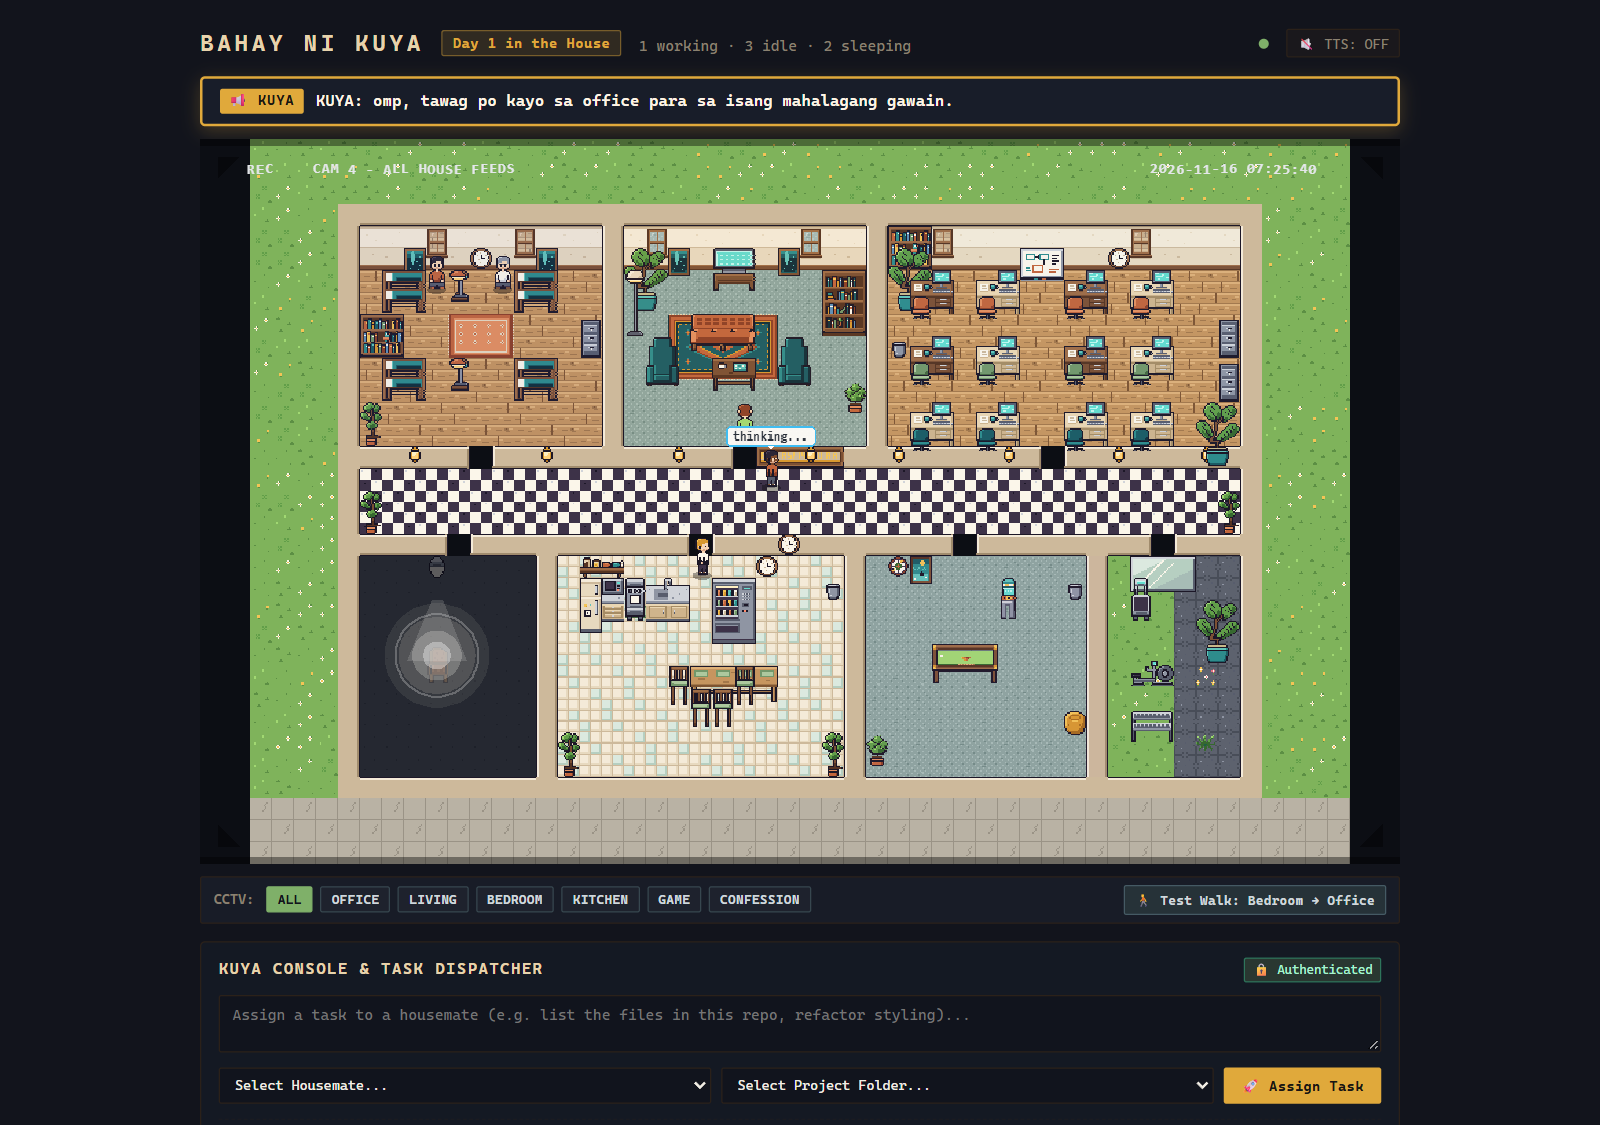 BAHAY NI KUYA
Day 1 in the House
1 working · 3 idle · 2 sleeping
TTS: OFF
KUYA
KUYA: omp, tawag po kayo sa office para sa isang mahalagang gawain.
REC
CAM 4 - ALL HOUSE FEEDS
2026-11-16 07:25:40
thinking...
CCTV:
ALL
OFFICE
LIVING
BEDROOM
KITCHEN
GAME
CONFESSION
Test Walk: Bedroom → Office
KUYA CONSOLE & TASK DISPATCHER
Authenticated
Assign a task to a housemate (e.g. list the files in this repo, refactor styling)...
Select Housemate...
Select Project Folder...
Assign Task